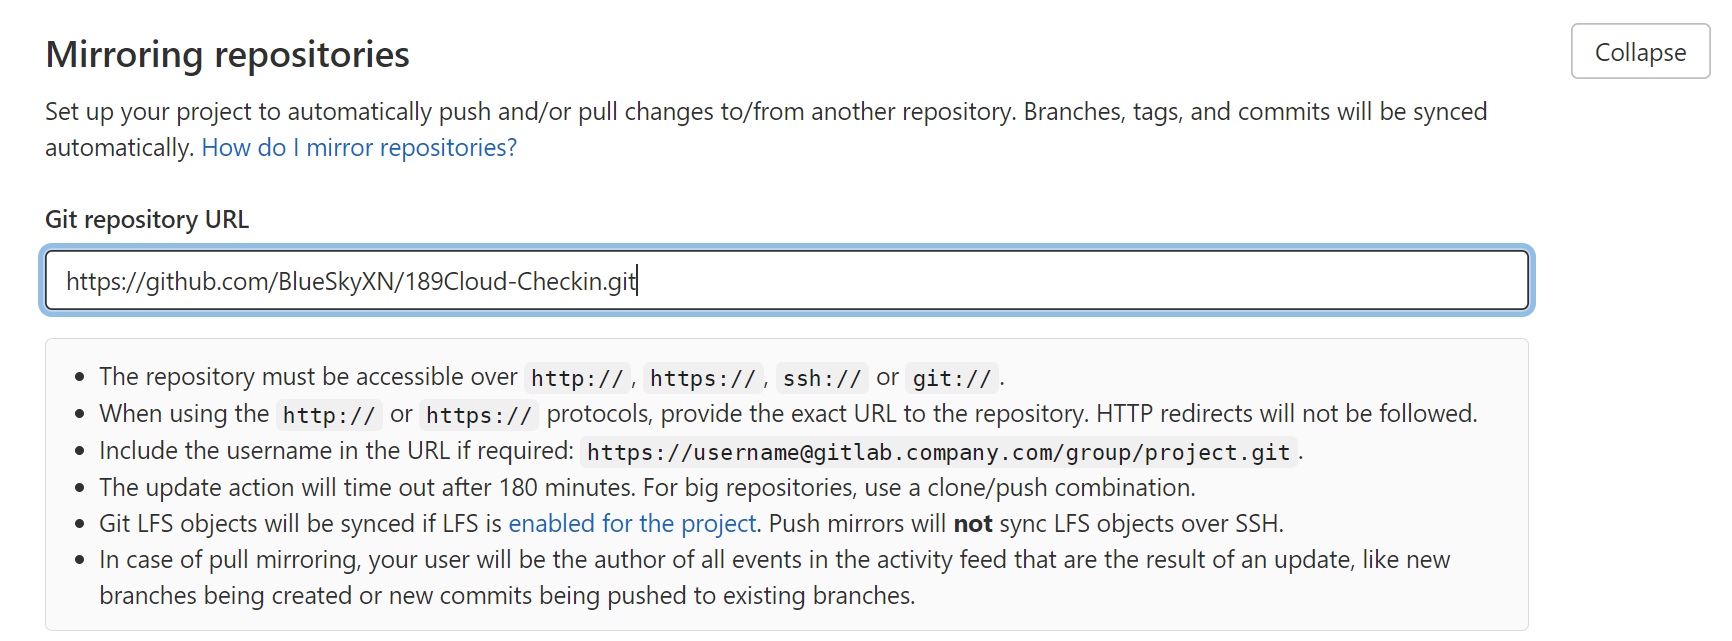 Mirroring repositories
Collapse
Set up your project to automatically push and/or pull changes to/from another repository. Branches, tags, and commits will be synced
automatically. How do I mirror repositories?
Git repository URL
https://github.com/BlueSkyXN/189Cloud-Checkin.git
• The repository must be accessible over http://, https://, ssh:// or git://.
• When using the http:// or https:// protocols, provide the exact URL to the repository. HTTP redirects will not be followed.
• Include the username in the URL if required: https://username@gitlab.company.com/group/project.git.
• The update action will time out after 180 minutes. For big repositories, use a clone/push combination.
• Git LFS objects will be synced if LFS is enabled for the project. Push mirrors will not sync LFS objects over SSH.
• In case of pull mirroring, your user will be the author of all events in the activity feed that are the result of an update, like new
branches being created or new commits being pushed to existing branches.